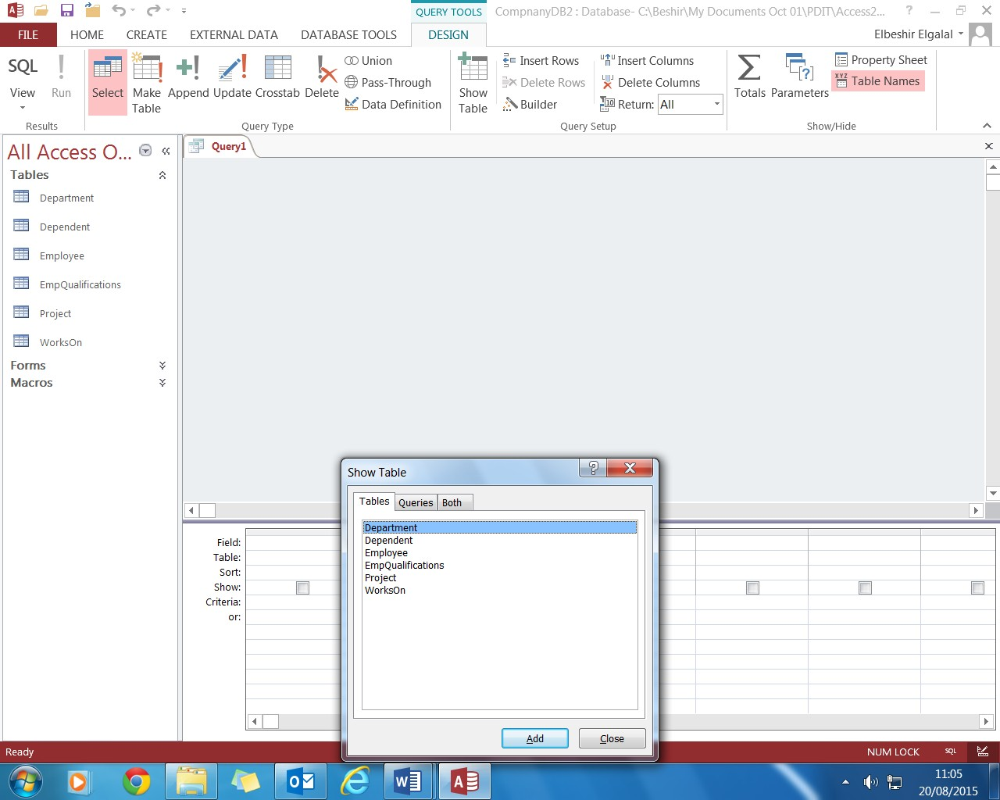 QUERY TOOLS
CompnanyDB2 : Database- C:\Beshir\My Documents Oct 01\PDIT\Access2...
?
FILE
HOME
CREATE
EXTERNAL DATA
DATABASE TOOLS
DESIGN
Elbeshir Elgalal
SQL
View
Run
Results
Select
Make
Table
Append
Update
Crosstab
Delete
Union
Pass-Through
Data Definition
Query Type
Show
Table
Insert Rows
Delete Rows
Builder
Insert Columns
Delete Columns
Return: All
Query Setup
Totals
Parameters
Property Sheet
XYZ Table Names
Show/Hide
All Access O...
Tables
Department
Dependent
Employee
EmpQualifications
Project
WorksOn
Forms
Macros
Query1
Field:
Table:
Sort:
Show:
Criteria:
or:
Show Table
?
Tables
Queries
Both
Department
Dependent
Employee
EmpQualifications
Project
WorksOn
Add
Close
Ready
NUM LOCK
SQL
11:05
20/08/2015